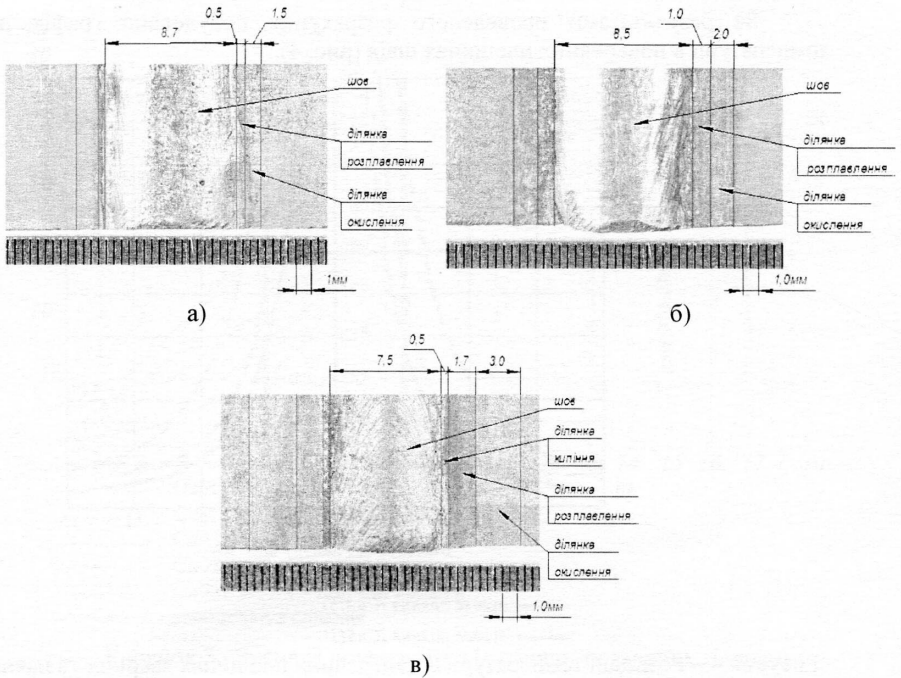 0.5
1.5
8.7
шов
ділянка
розплавлення
ділянка
окислення
1мм
а)
1.0
8.5
2.0
шов
ділянка
розплавлення
ділянка
окислення
1,0мм
б)
0.5
7.5
1.7
3.0
шов
ділянка
кипіння
ділянка
розплавлення
ділянка
окислення
1,0мм
в)